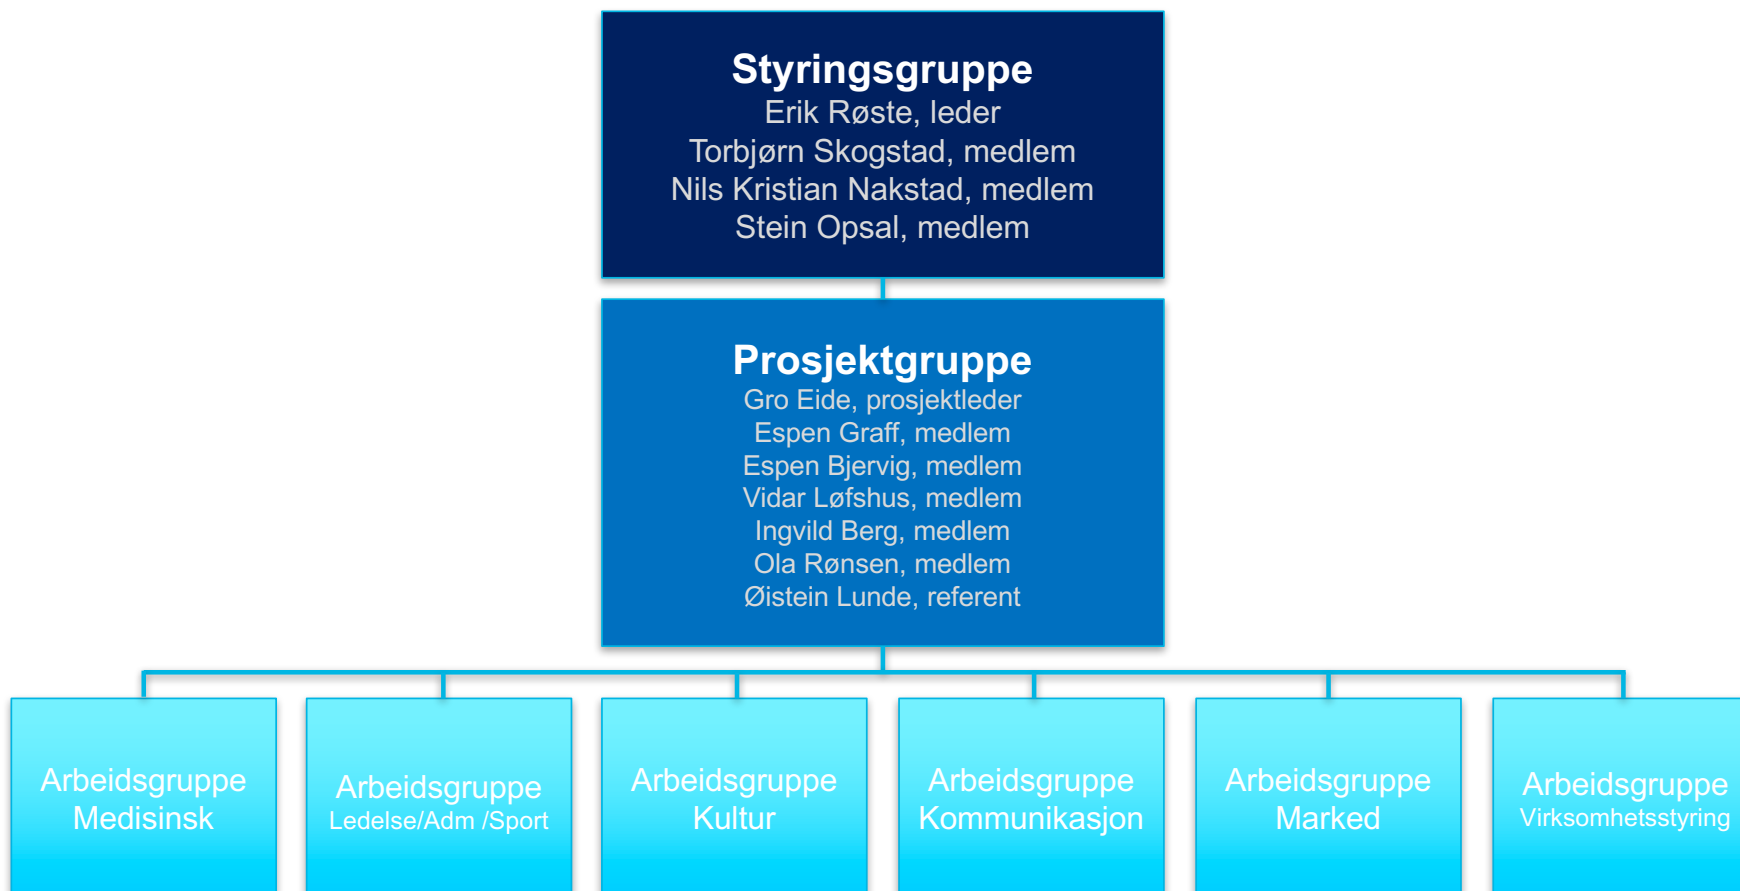 Styringsgruppe
Erik Røste, leder
Torbjørn Skogstad, medlem
Nils Kristian Nakstad, medlem
Stein Opsal, medlem
Prosjektgruppe
Gro Eide, prosjektleder
Espen Graff, medlem
Espen Bjervig, medlem
Vidar Løfshus, medlem
Ingvild Berg, medlem
Ola Rønsen, medlem
Øistein Lunde, referent
Arbeidsgruppe
Medisinsk
Arbeidsgruppe
Ledelse/Adm /Sport
Arbeidsgruppe
Kultur
Arbeidsgruppe
Kommunikasjon
Arbeidsgruppe
Marked
Arbeidsgruppe
Virksomhetsstyring